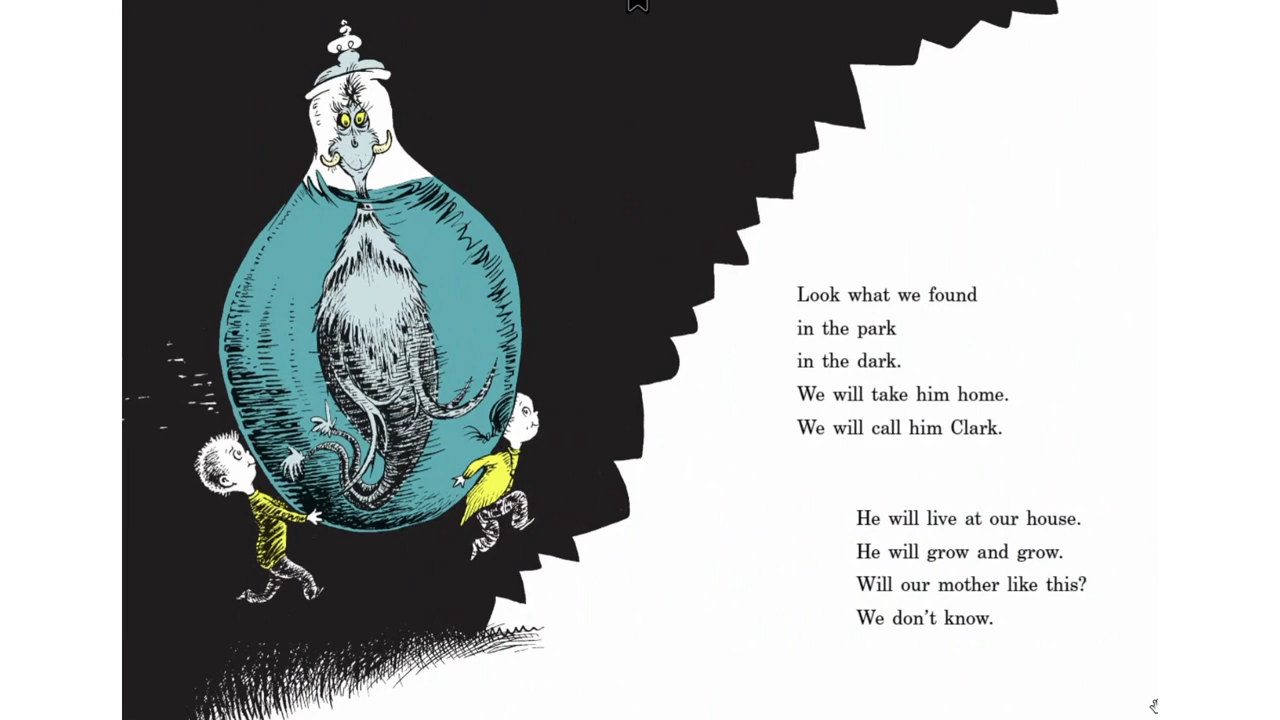 Look what we found
in the park
in the dark.
We will take him home.
We will call him Clark.
He will live at our house.
He will grow and grow.
Will our mother like this?
We don't know.